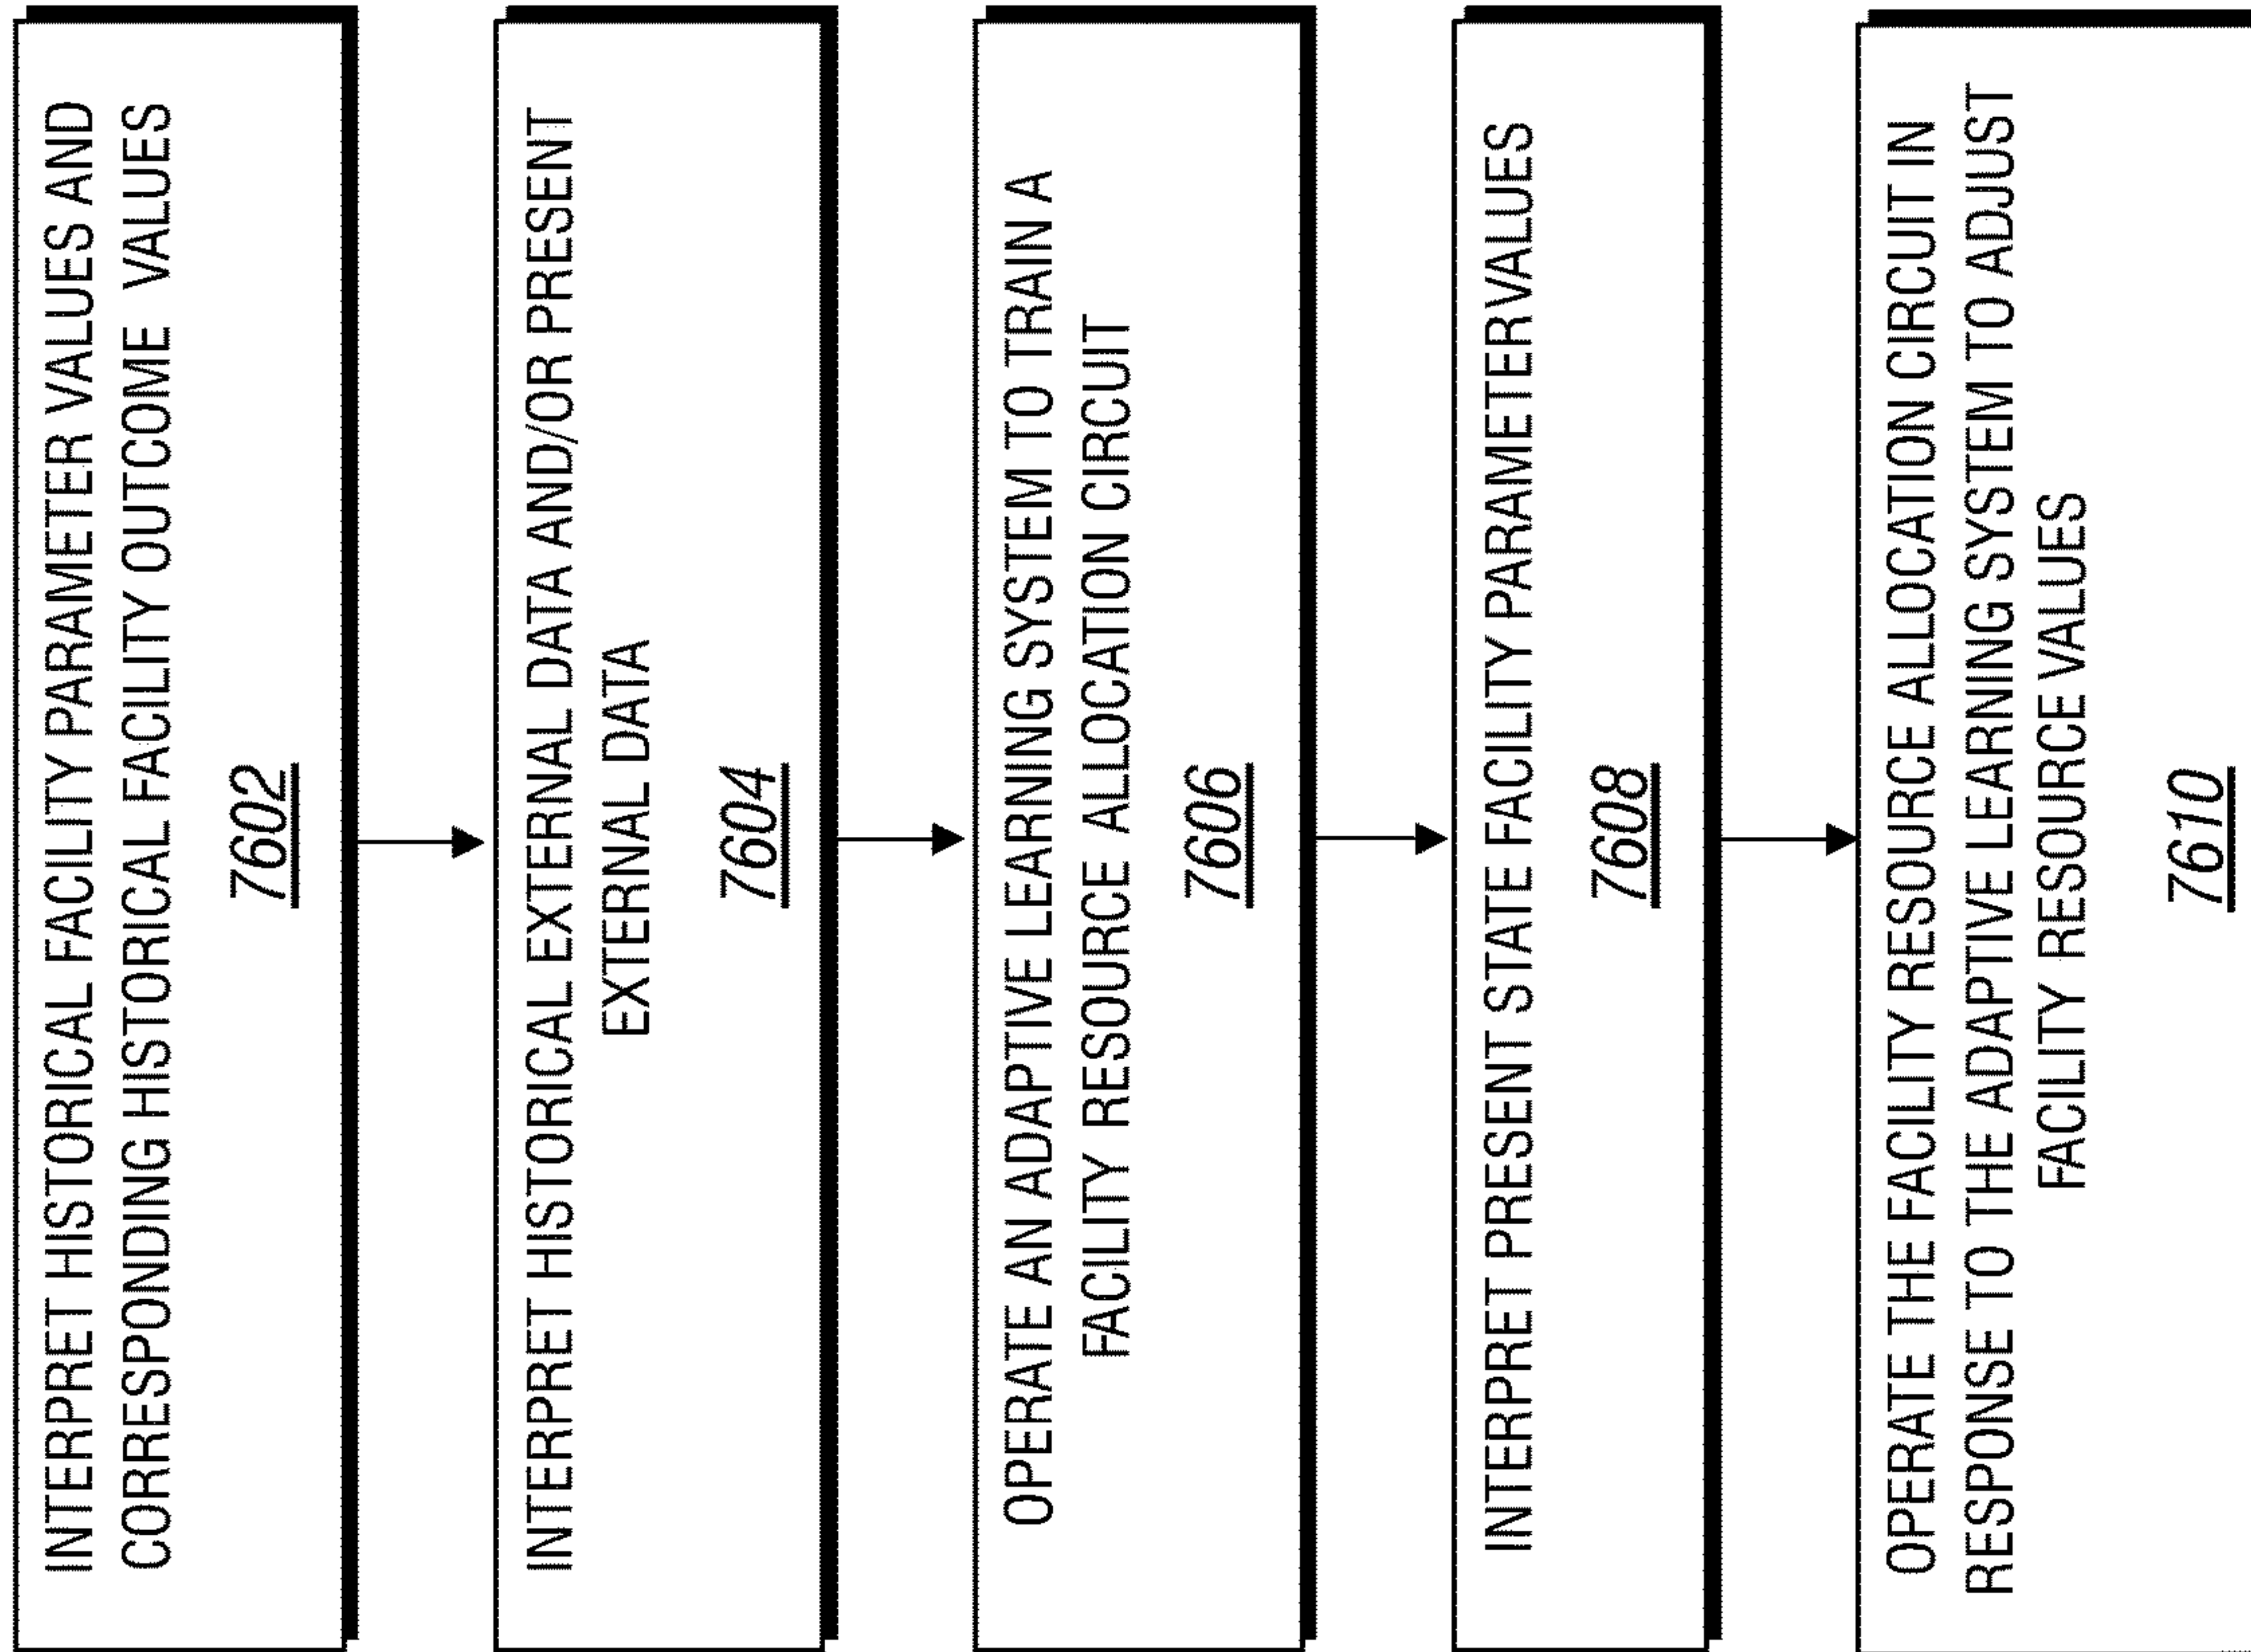 INTERPRET HISTORICAL FACILITY PARAMETER VALUES AND
CORRESPONDING HISTORICAL FACILITY OUTCOME VALUES
7602
INTERPRET HISTORICAL EXTERNAL DATA AND/OR PRESENT
EXTERNAL DATA
7604
OPERATE AN ADAPTIVE LEARNING SYSTEM TO TRAIN A
FACILITY RESOURCE ALLOCATION CIRCUIT
7606
INTERPRET PRESENT STATE FACILITY PARAMETER VALUES
7608
OPERATE THE FACILITY RESOURCE ALLOCATION CIRCUIT IN
RESPONSE TO THE ADAPTIVE LEARNING SYSTEM TO ADJUST
FACILITY RESOURCE VALUES
7610